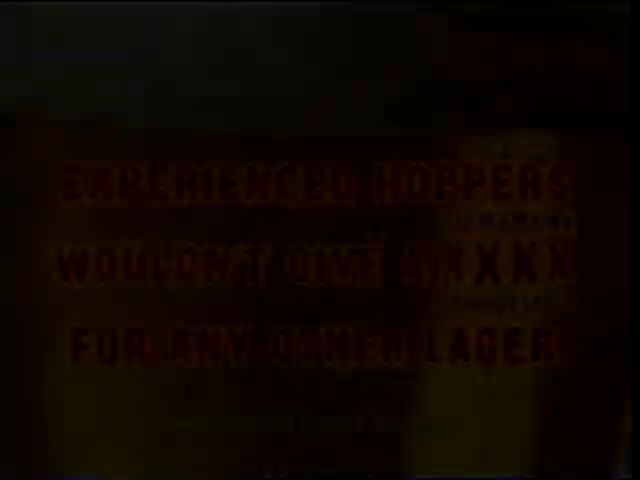 EXPERIENCED HOPPERS
WOULDN'T GIVE A XXXX
FOR ANY OTHER LAGER